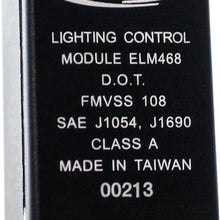 LIGHTING CONTROL
MODULE ELM468
D.O.T.
FMVSS 108
SAE J1054, J1690
CLASS A
MADE IN TAIWAN
00213